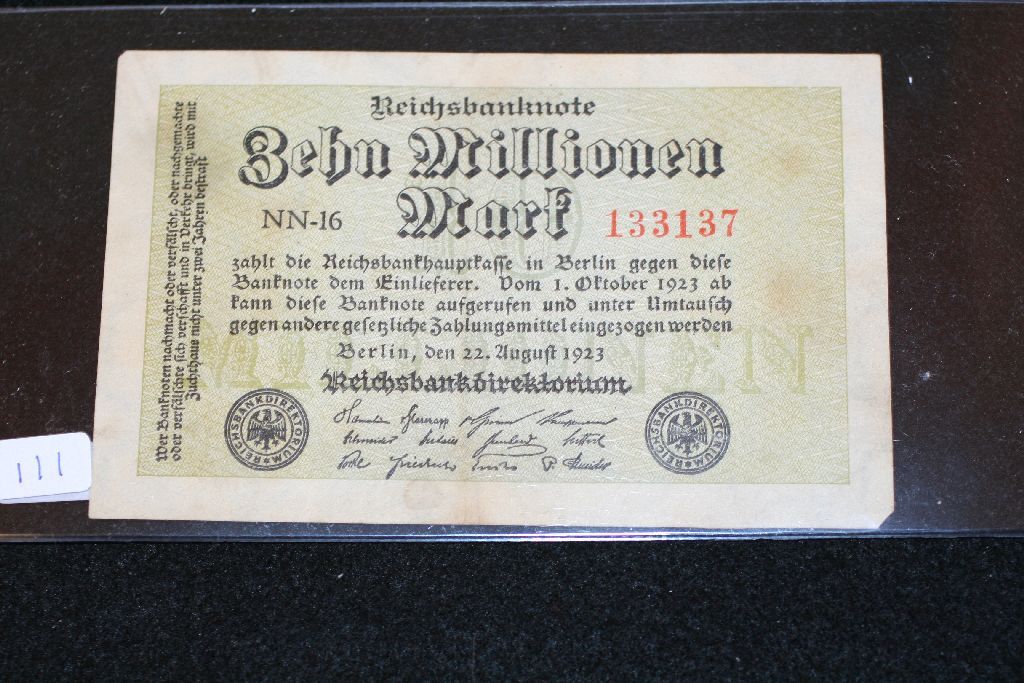 Reichsbanknote
Zehn Millionen
Mark
NN-16
133137
zahlt die Reichsbankhauptkasse in Berlin gegen diese
Banknote dem Einlieferer. Vom 1. Oktober 1923 ab
kann diese Banknote aufgerufen und unter Umtausch
gegen andere gesetzliche Zahlungsmittel eingezogen werden
Berlin, den 22. August 1923
Reichsbankdirektorium
REICHSBANKDIREKTORIUM
REICHSBANKDIREKTORIUM
Wer Banknoten nachmacht oder verfälscht, oder nachgemachte
oder verfälschte sich verschafft und in Verkehr bringt, wird mit
Zuchthaus nicht unter zwei Jahren bestraft
111